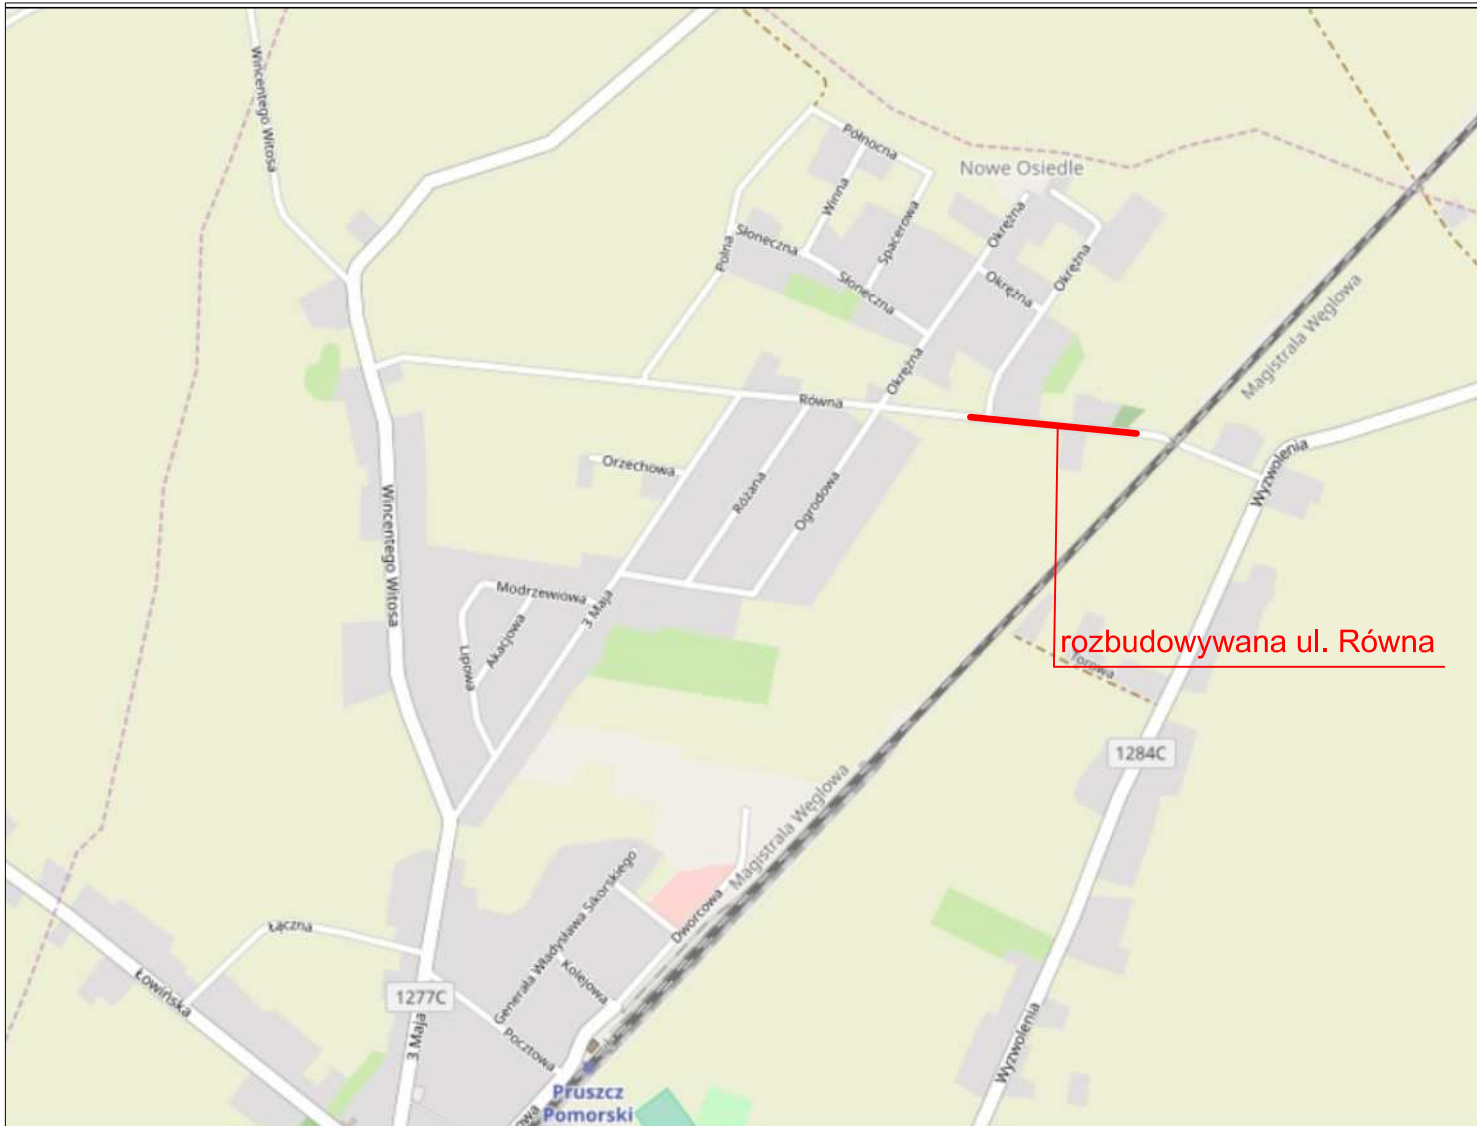 Wincentego Witosa
Północna
Nowe Osiedle
Winna
Spacerowa
Okrężna
Słoneczna
Polna
Słoneczna
Okrężna
Okrężna
Magistrala Węglowa
Okrężna
Równa
Wyzwolenia
Orzechowa
Różana
Ogrodowa
Wincentego Witosa
Modrzewiowa
3 Maja
Akacjowa
Lipowa
rozbudowywana ul. Równa
Torowa
1284C
Magistrala Węglowa
Generała Władysława Sikorskiego
Dworcowa
Łączna
Łowińska
Kolejowa
1277C
3 Maja
Pocztowa
Wyzwolenia
Pruszcz
Pomorski
owa